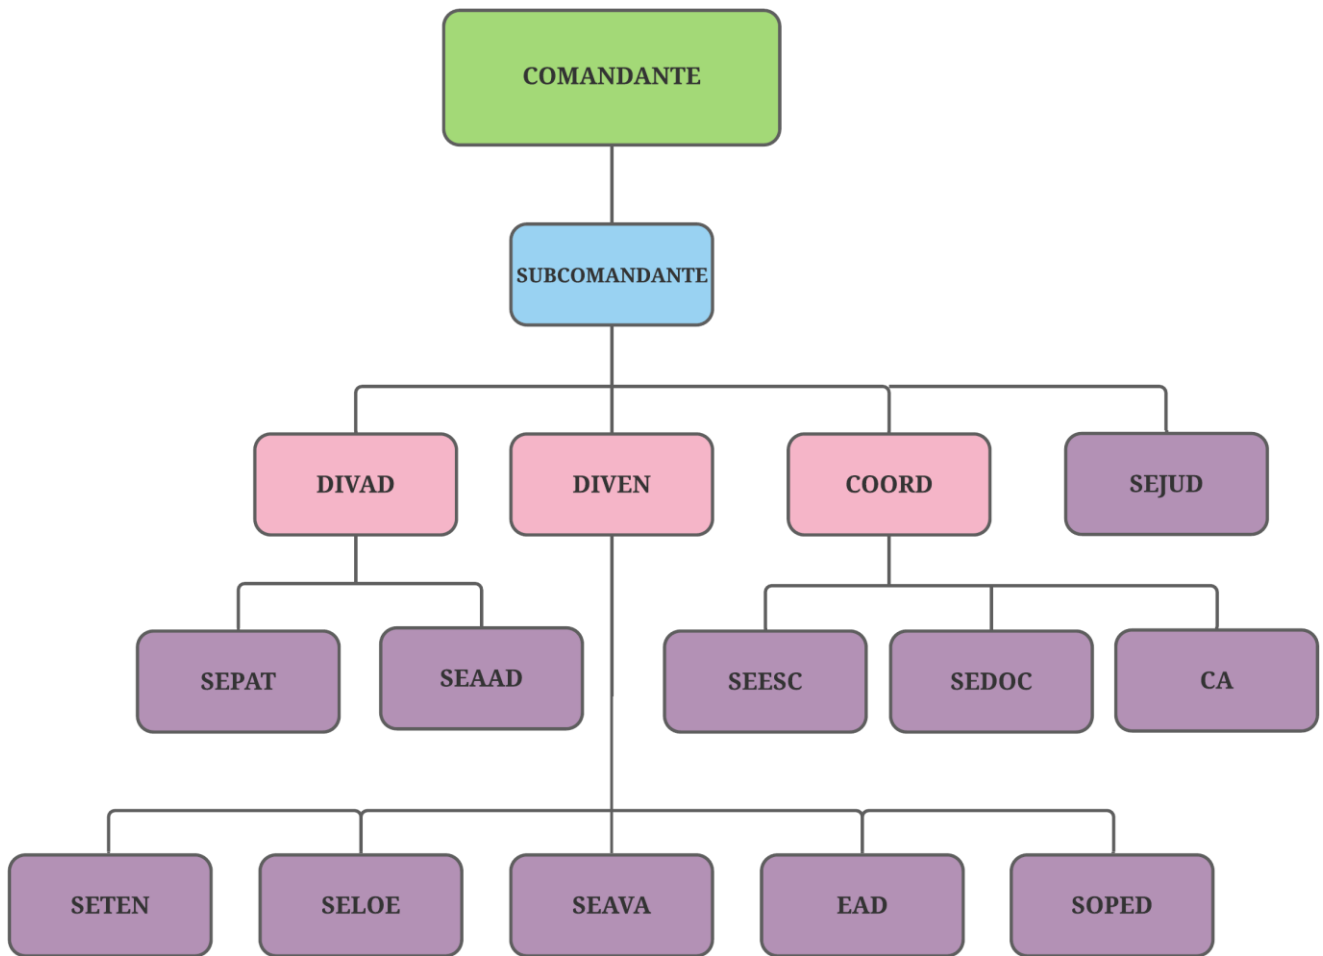 COMANDANTE
SUBCOMANDANTE
DIVAD
DIVEN
COORD
SEJUD
SEPAT
SEAAD
SEESC
SEDOC
CA
SETEN
SELOE
SEAVA
EAD
SOPED